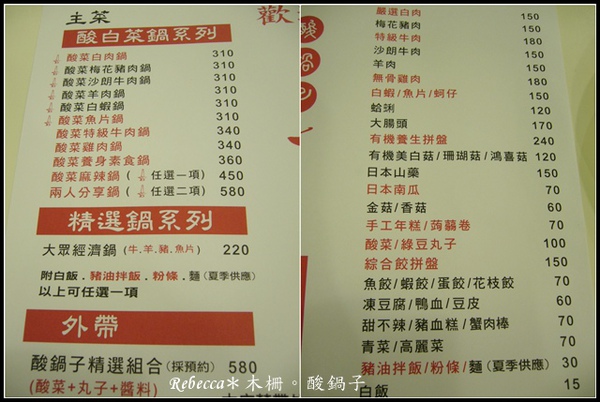 主菜
歡
酸白菜鍋系列
酸菜白肉鍋 310
酸菜梅花豬肉鍋 310
酸菜沙朗牛肉鍋 310
酸菜羊肉鍋 310
酸菜白蝦鍋 310
酸菜魚片鍋 310
酸菜特級牛肉鍋 340
酸菜雞肉鍋 340
酸菜養身素食鍋 360
酸菜麻辣鍋 (任選一項) 450
兩人分享鍋 (任選二項) 580
精選鍋系列
大眾經濟鍋 (牛.羊.豬.魚片) 220
附白飯.豬油拌飯.粉條.麵(夏季供應)
以上可任選一項
外帶
酸鍋子精選組合 (採預約) 580
(酸菜+丸子+醬料)
酸
鍋
嚴選白肉 150
梅花豬肉 150
特級牛肉 180
沙朗牛肉 150
羊肉 150
無骨雞肉 180
白蝦/魚片/蚵仔 150
蛤蜊 120
大腸頭 170
有機養生拼盤 240
有機美白菇/珊瑚菇/鴻喜菇 120
日本山藥 150
日本南瓜 70
金菇/香菇 60
手工年糕/蒟蒻卷 70
酸菜/綠豆丸子 100
綜合餃拼盤 150
魚餃/蝦餃/蛋餃/花枝餃 70
凍豆腐/鴨血/豆皮 60
甜不辣/豬血糕/蟹肉棒 70
青菜/高麗菜 70
豬油拌飯/粉條/麵(夏季供應) 30
白飯 15
Rebecca＊木柵。酸鍋子